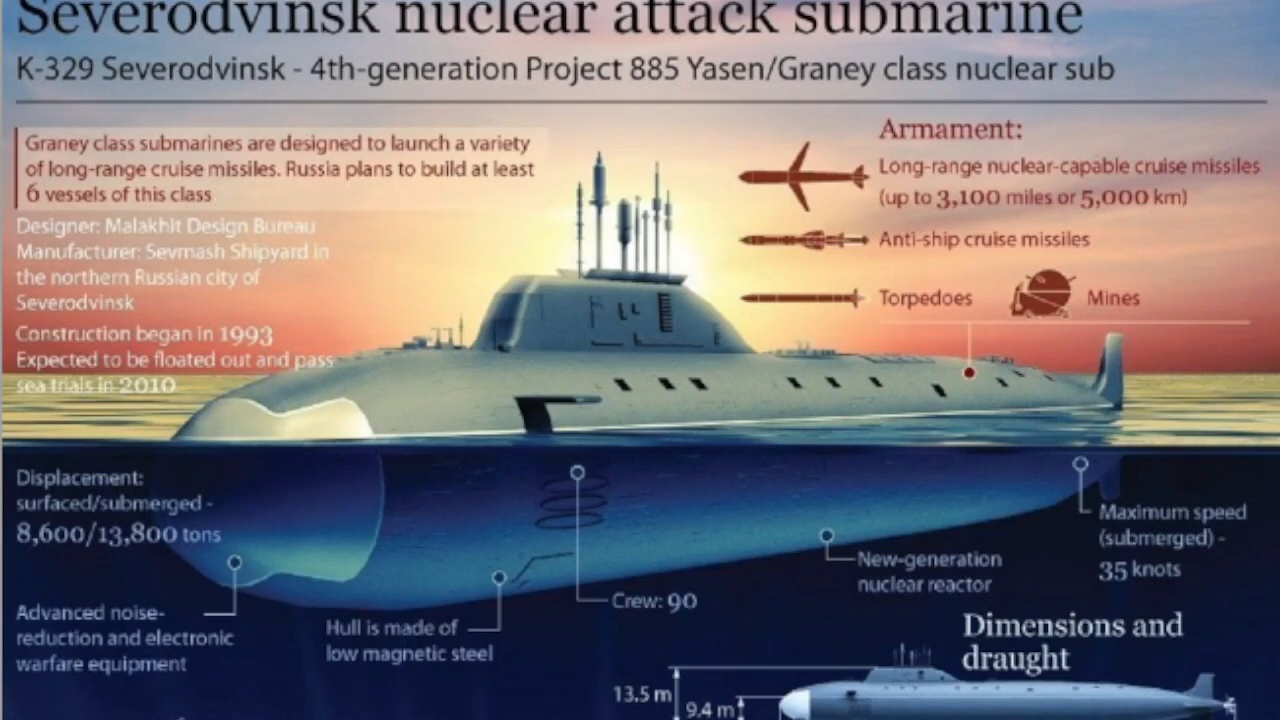 Severodvinsk nuclear attack submarine
K-329 Severodvinsk - 4th-generation Project 885 Yasen/Graney class nuclear sub
Graney class submarines are designed to launch a variety
of long-range cruise missiles. Russia plans to build at least
6 vessels of this class
Designer: Malakhit Design Bureau
Manufacturer: Sevmash Shipyard in
the northern Russian city of
Severodvinsk
Construction began in 1993
Expected to be floated out and pass
sea trials in 2010
Armament:
Long-range nuclear-capable cruise missiles
(up to 3,100 miles or 5,000 km)
Anti-ship cruise missiles
Torpedoes
Mines
Displacement:
surfaced/submerged -
8,600/13,800 tons
Advanced noise-
reduction and electronic
warfare equipment
Hull is made of
low magnetic steel
Crew: 90
New-generation
nuclear reactor
Maximum speed
(submerged) -
35 knots
Dimensions and
draught
13.5 m
9.4 m